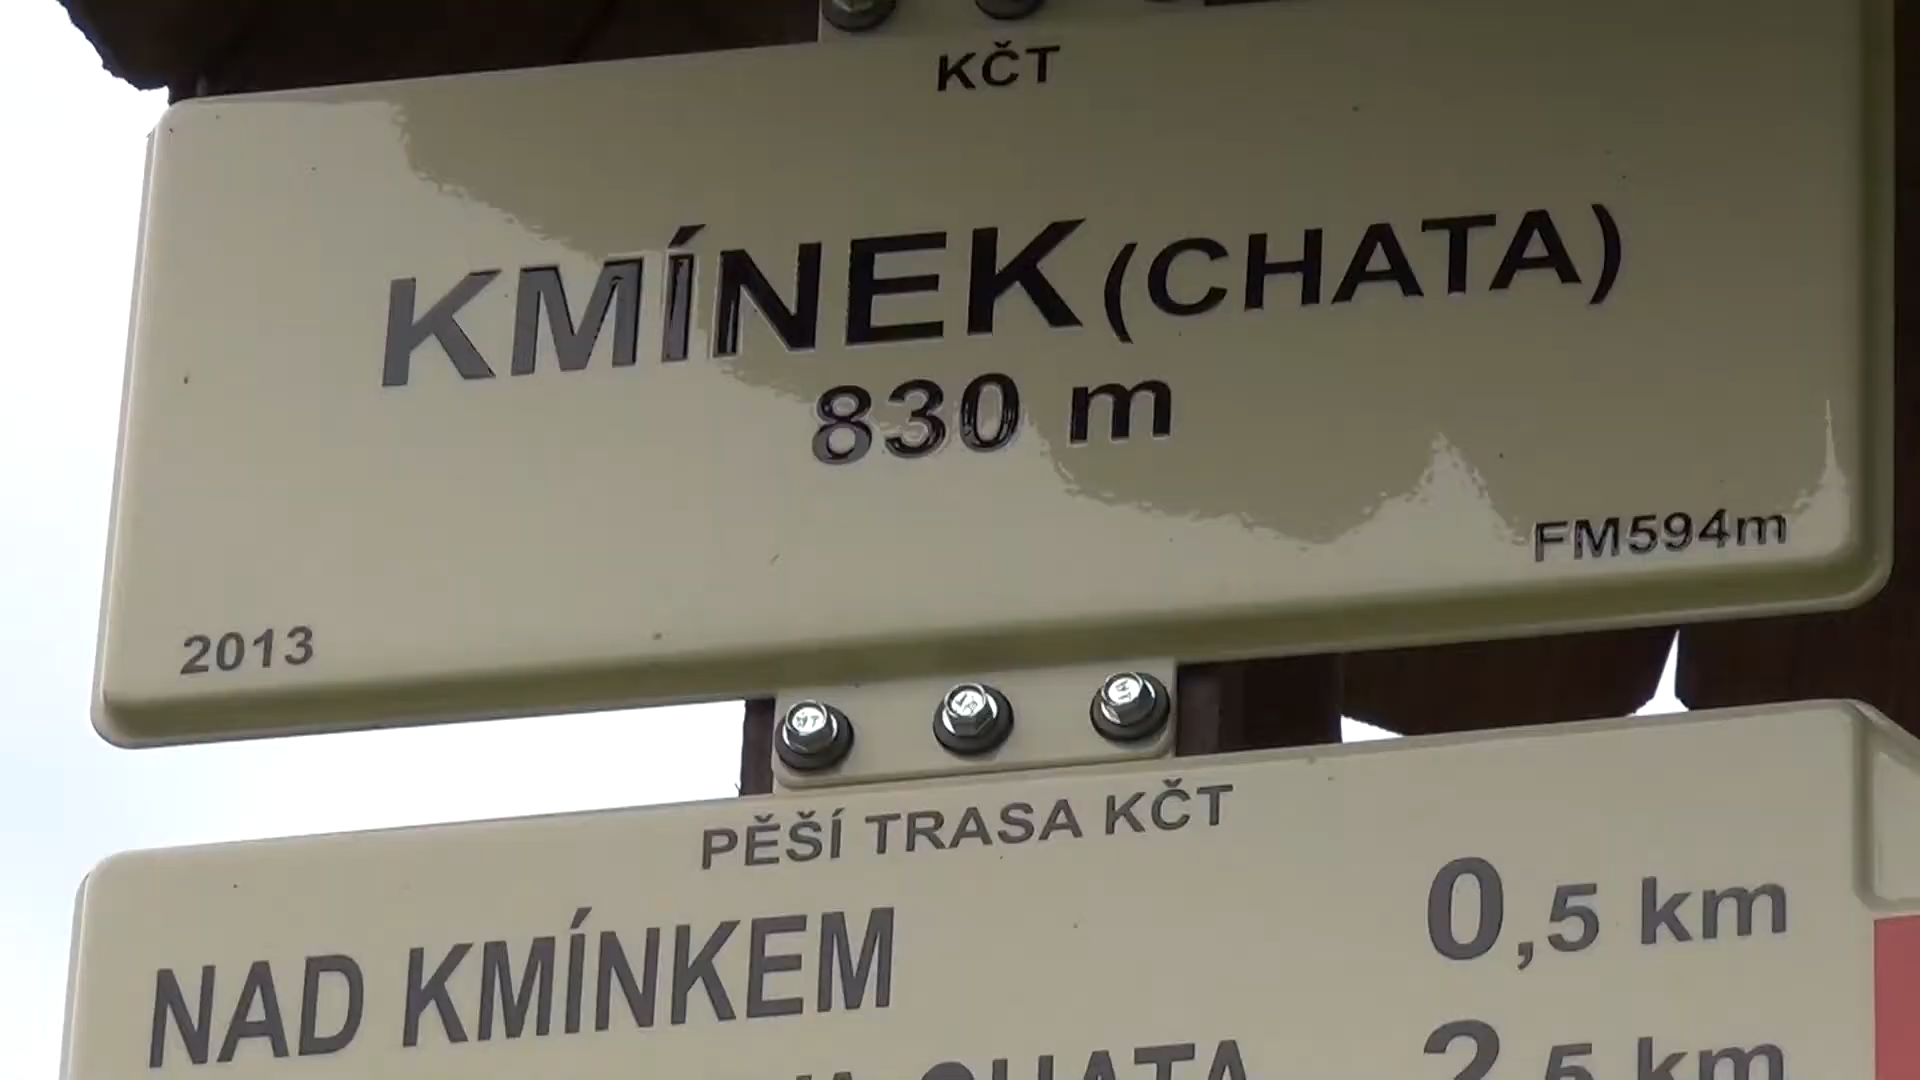 KČT
KMÍNEK (CHATA)
830 m
FM594m
2013
PĚŠÍ TRASA KČT
NAD KMÍNKEM 0,5 km
CHATA 2,5 km